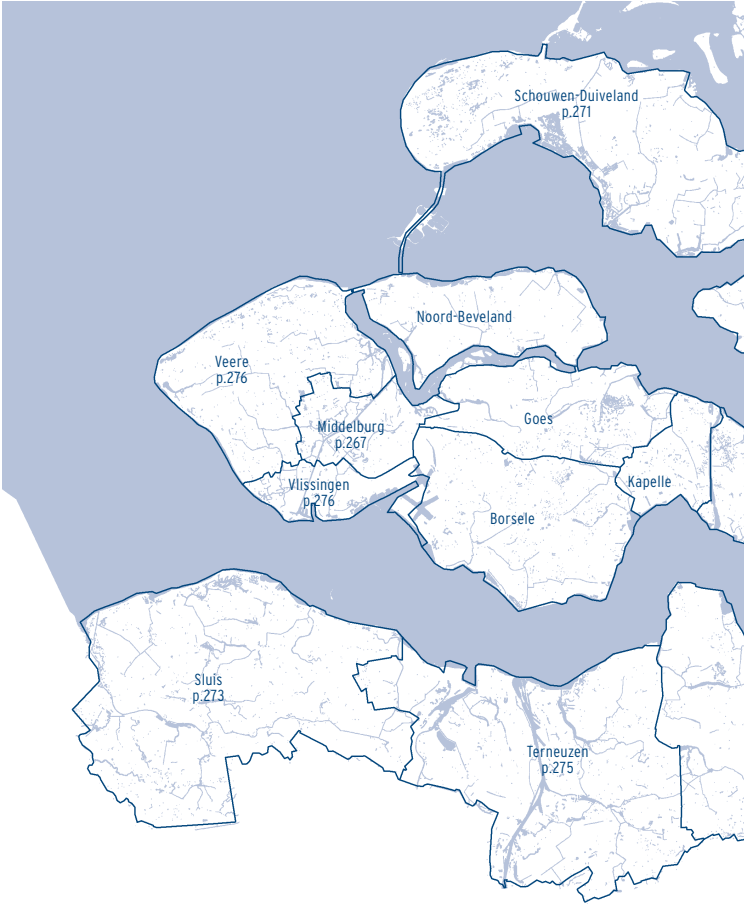 Schouwen-Duiveland
p.271
Noord-Beveland
Veere
p.276
Goes
Middelburg
p.267
Kapelle
Vlissingen
p.276
Borsele
Sluis
p.273
Terneuzen
p.275